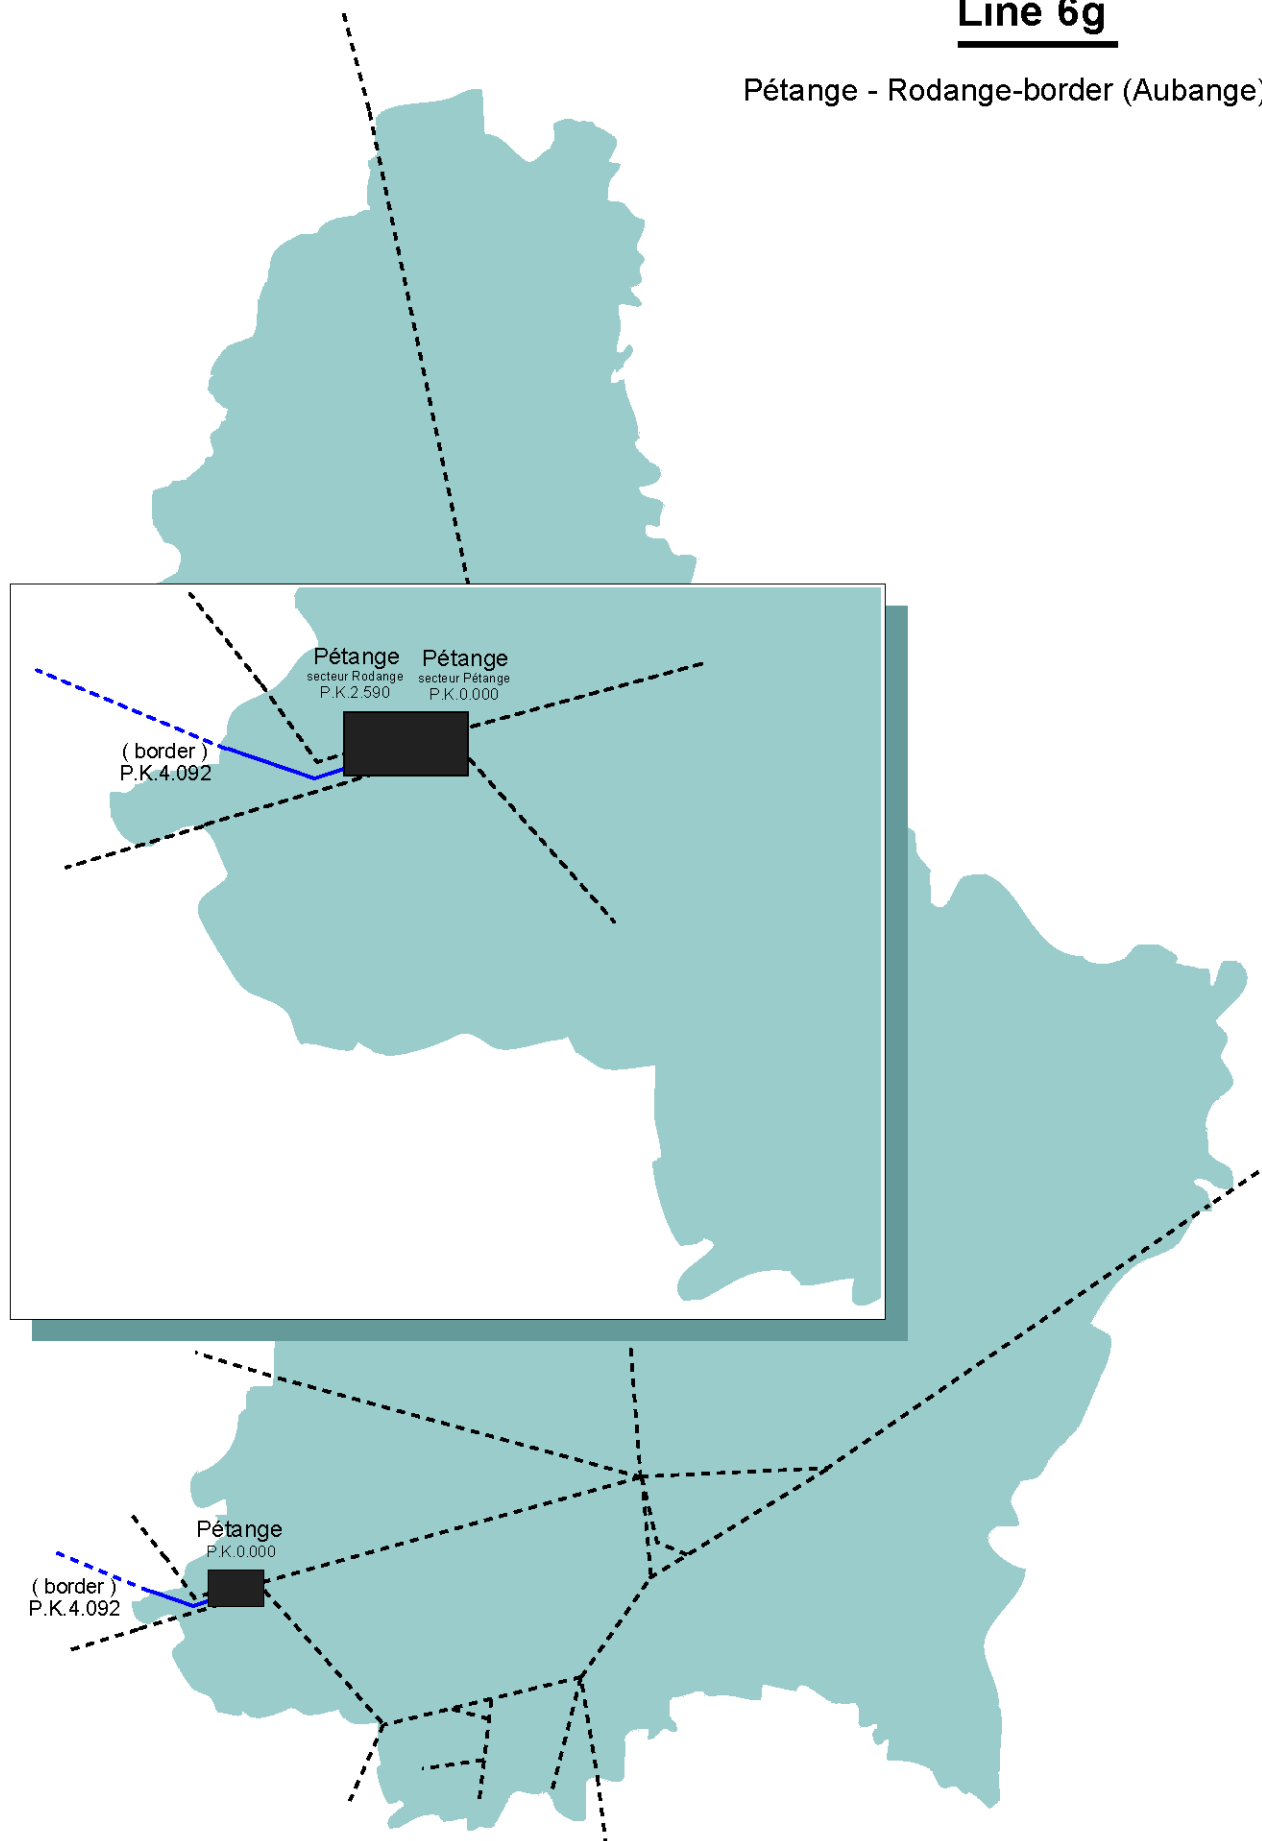 Line 6g
Pétange - Rodange-border (Aubange)
Pétange
secteur Rodange
P.K.2.590
Pétange
secteur Pétange
P.K.0.000
( border )
P.K.4.092
Pétange
P.K.0.000
( border )
P.K.4.092